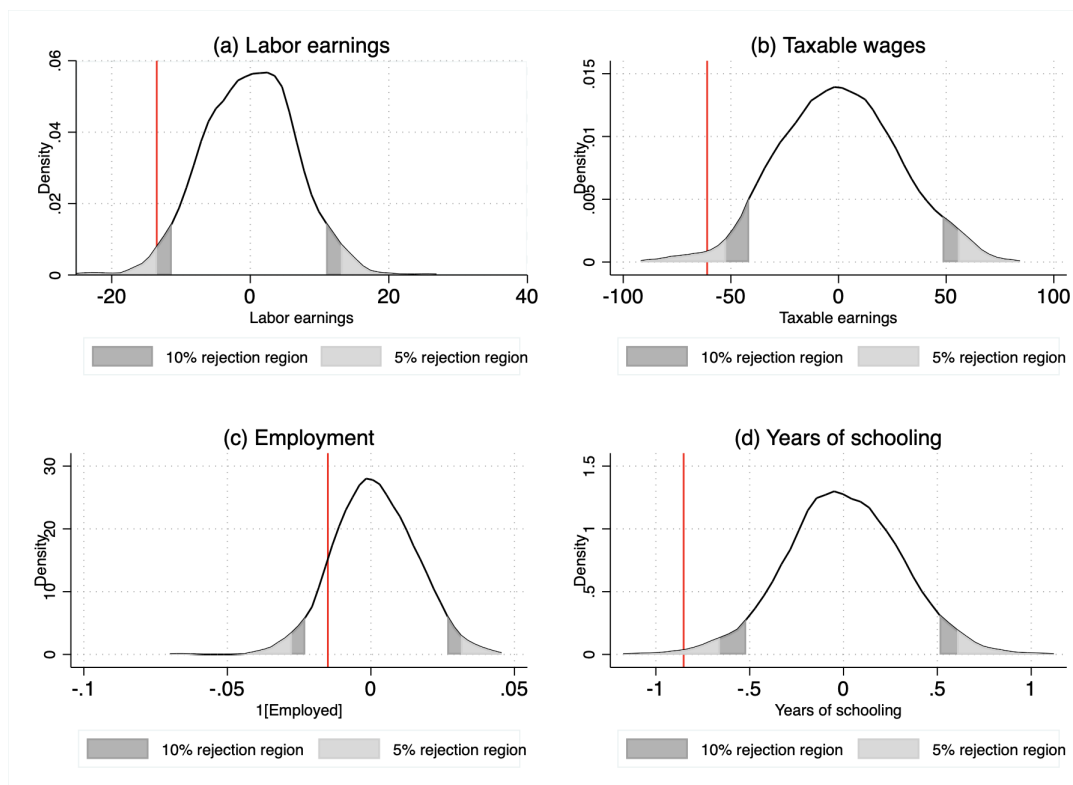 (a) Labor earnings
Density
0 .02 .04 .06
-20 0 20 40
Labor earnings
10% rejection region 5% rejection region
(b) Taxable wages
Density
0 .005 .01 .015
-100 -50 0 50 100
Taxable earnings
10% rejection region 5% rejection region
(c) Employment
Density
0 10 20 30
-.1 -.05 0 .05
1[Employed]
10% rejection region 5% rejection region
(d) Years of schooling
Density
0 .5 1 1.5
-1 -.5 0 .5 1
Years of schooling
10% rejection region 5% rejection region